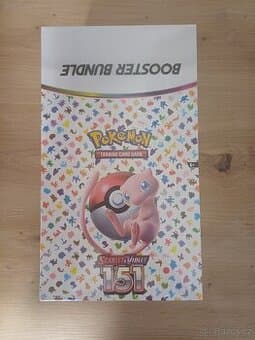 BOOSTER BUNDLE
POKéMON
TRADING CARD GAME
SCARLET & VIOLET
151